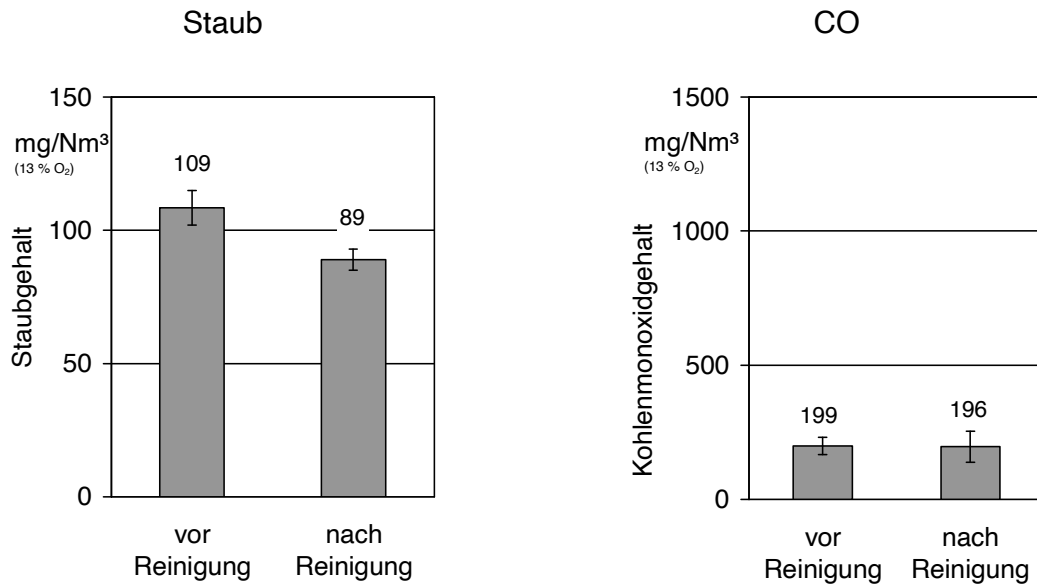 Staub
150
mg/Nm³
(13 % O₂)
109
100
89
50
0
Staubgehalt
vor
Reinigung
nach
Reinigung
CO
1500
mg/Nm³
(13 % O₂)
1000
500
199
196
0
Kohlenmonoxidgehalt
vor
Reinigung
nach
Reinigung